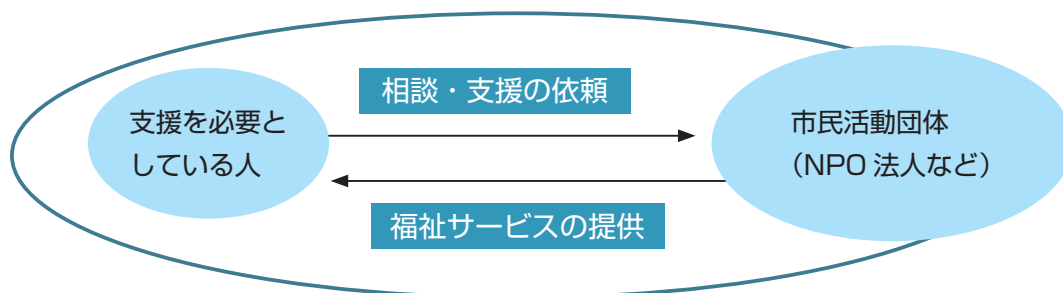 相談・支援の依頼
支援を必要と
している人
市民活動団体
（NPO 法人など）
福祉サービスの提供